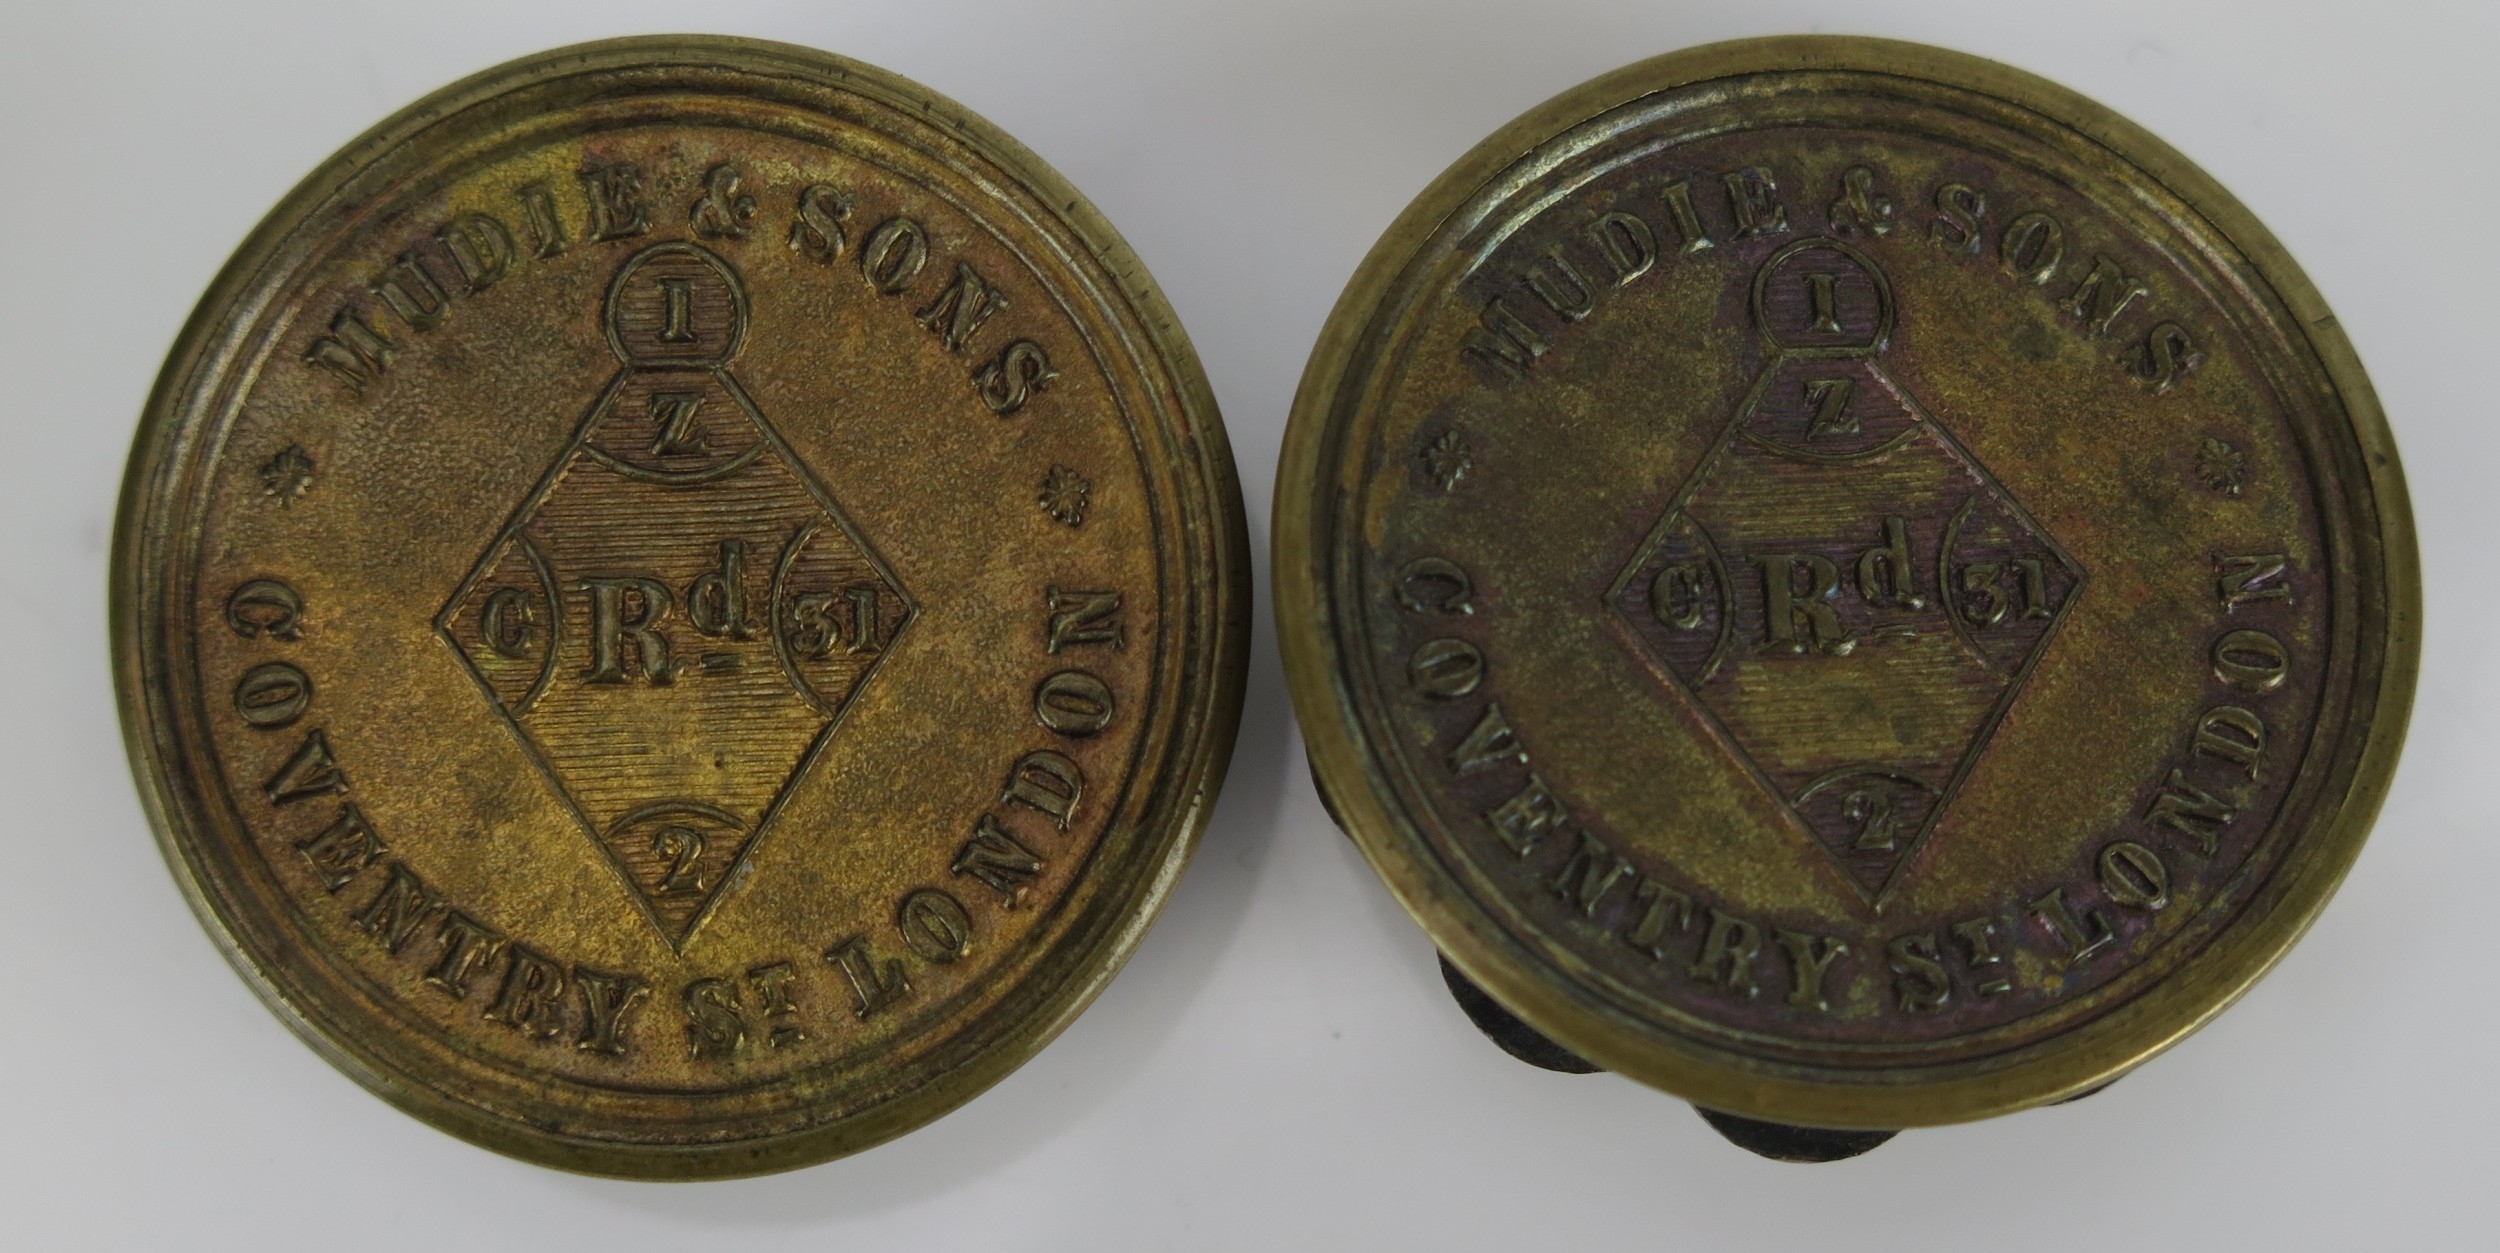 MUDIE & SONS
I
Z
C Rd 31
2
COVENTRY ST LONDON
MUDIE & SONS
I
Z
C Rd 31
2
COVENTRY ST LONDON